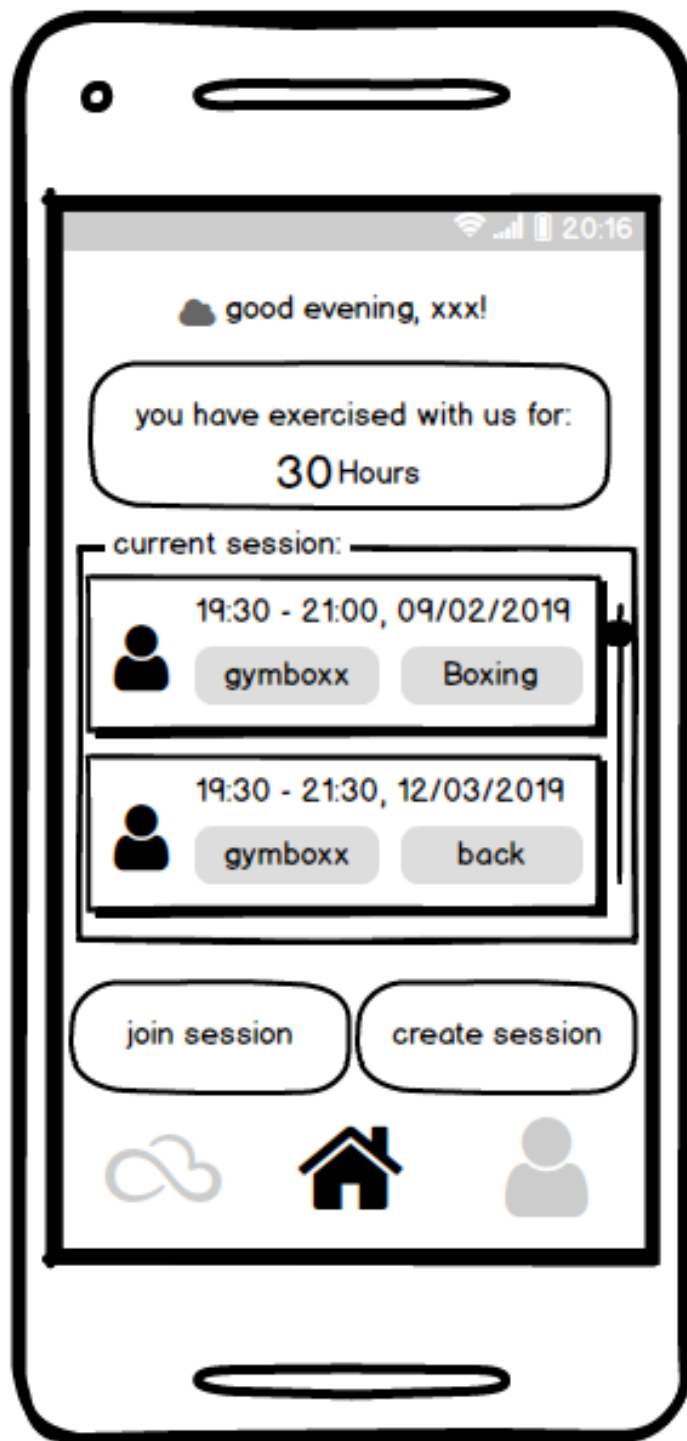 20:16
good evening, xxx!
you have exercised with us for:
30 Hours
current session:
19:30 - 21:00, 09/02/2019
gymboxx Boxing
19:30 - 21:30, 12/03/2019
gymboxx back
join session create session